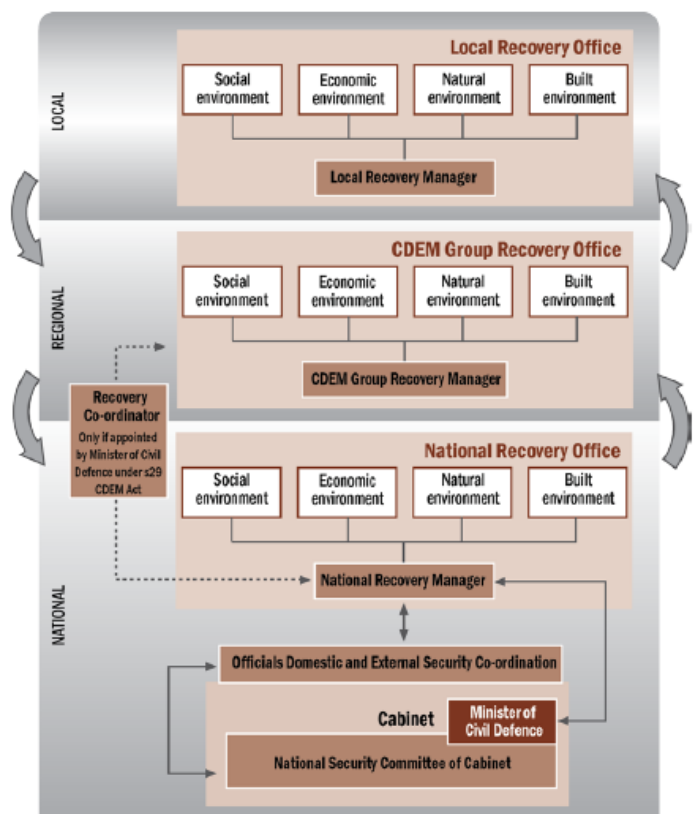 LOCAL
Local Recovery Office
Social
environment
Economic
environment
Natural
environment
Built
environment
Local Recovery Manager
REGIONAL
CDEM Group Recovery Office
Social
environment
Economic
environment
Natural
environment
Built
environment
CDEM Group Recovery Manager
Recovery
Co-ordinator
Only if appointed
by Minister of Civil
Defence under s29
CDEM Act
NATIONAL
National Recovery Office
Social
environment
Economic
environment
Natural
environment
Built
environment
National Recovery Manager
Officials Domestic and External Security Co-ordination
Cabinet
Minister of
Civil Defence
National Security Committee of Cabinet